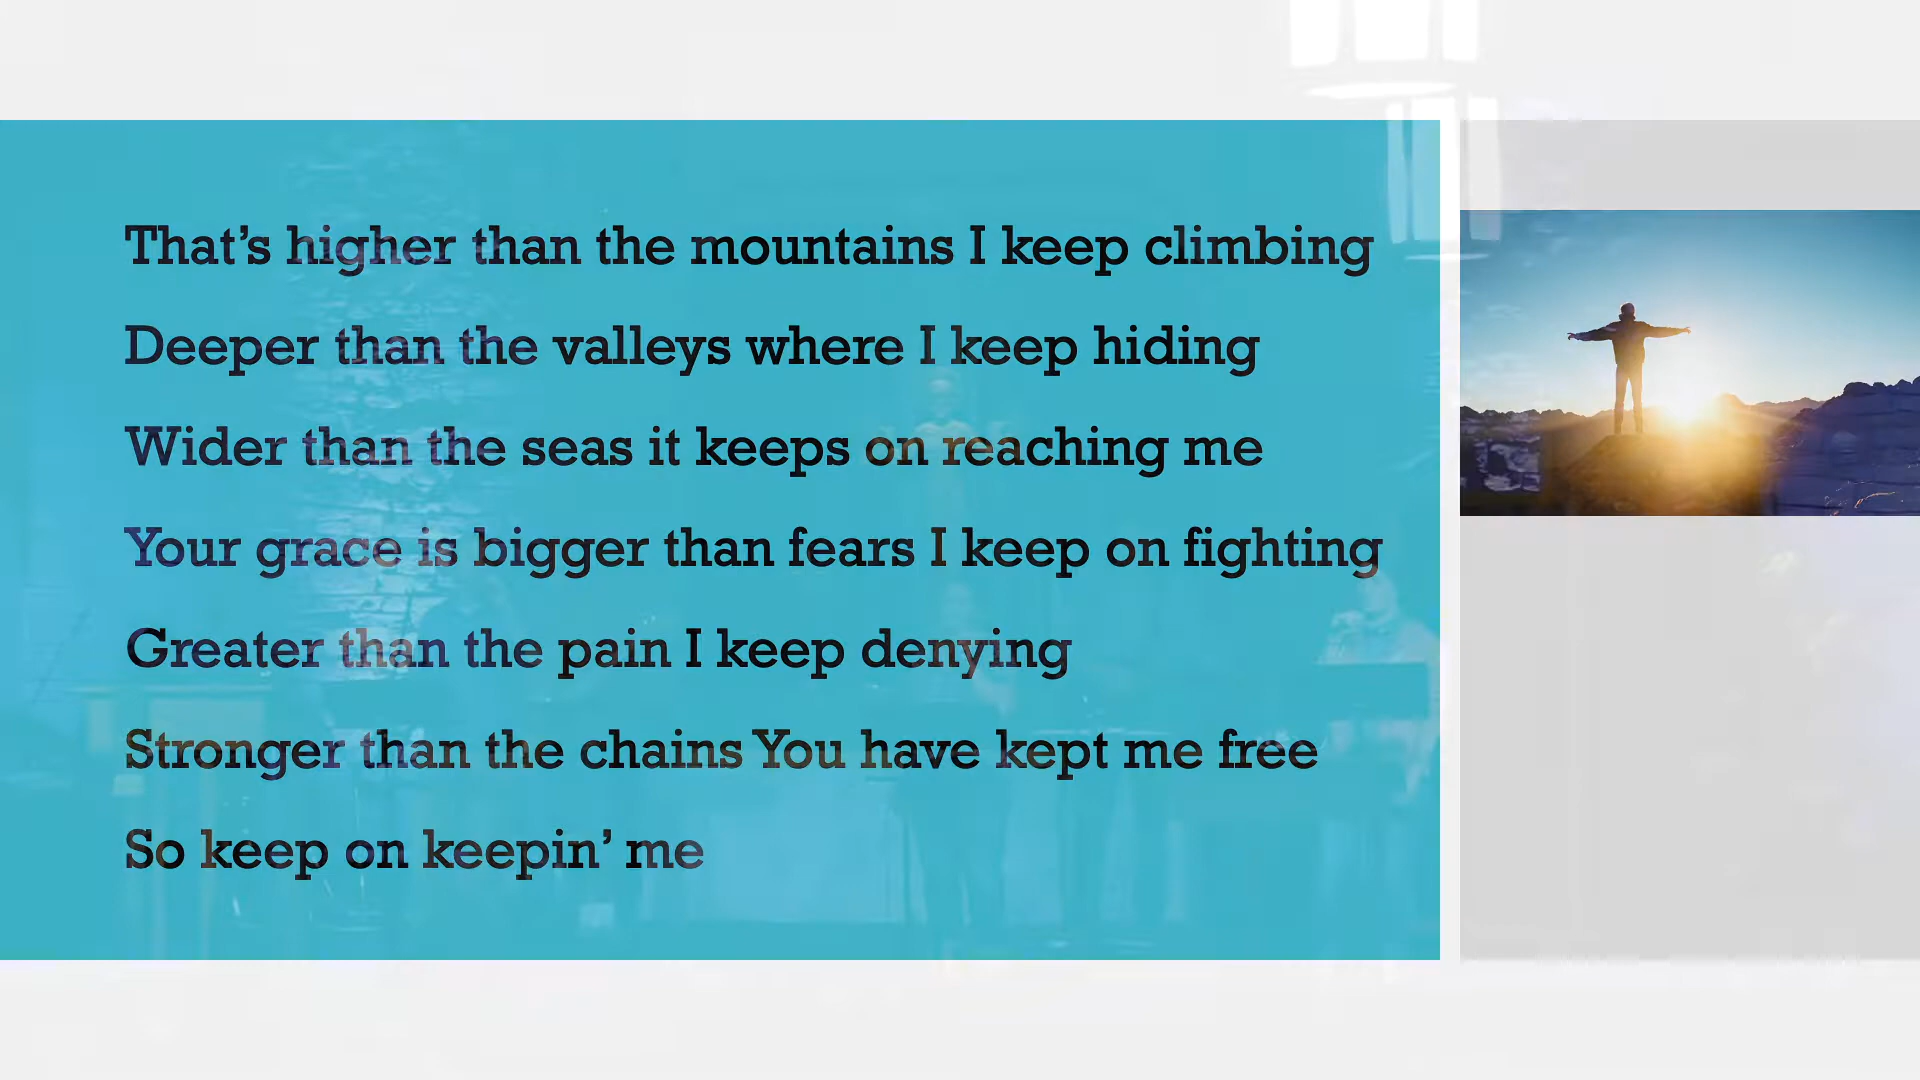 That’s higher than the mountains I keep climbing
Deeper than the valleys where I keep hiding
Wider than the seas it keeps on reaching me
Your grace is bigger than fears I keep on fighting
Greater than the pain I keep denying
Stronger than the chains You have kept me free
So keep on keepin’ me